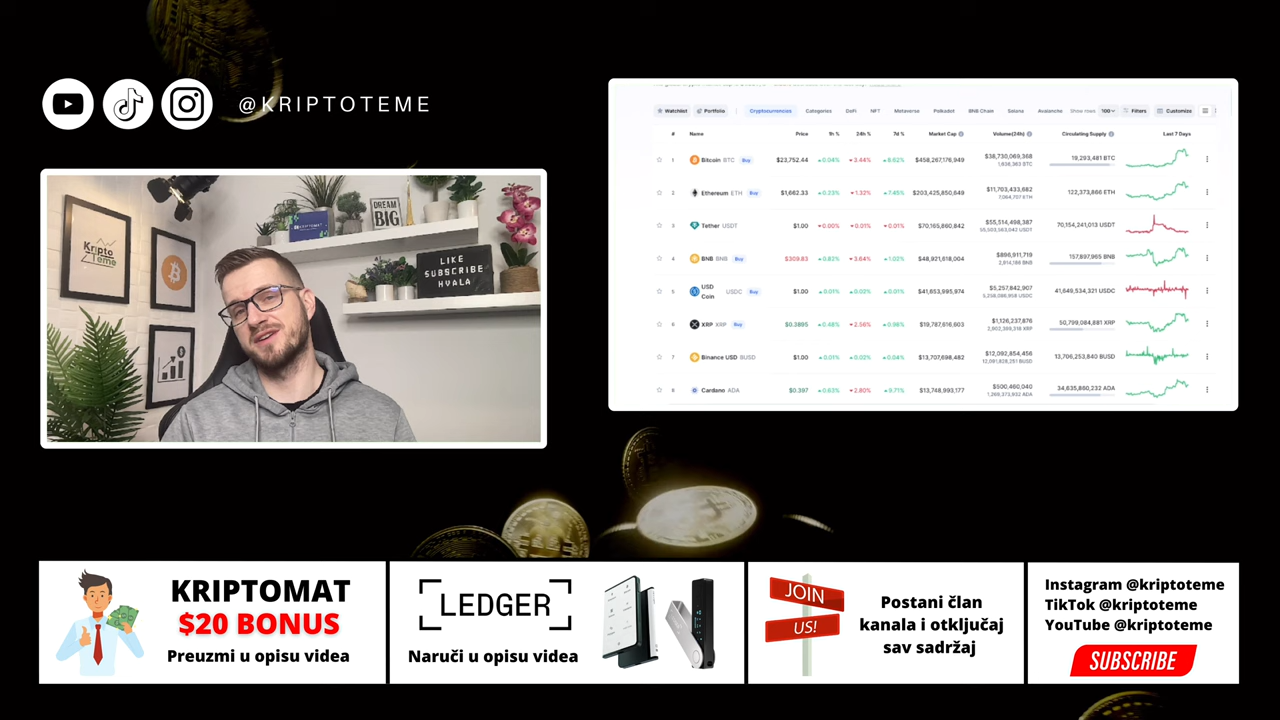 @KRIPTOTEME
Kripto
Teme
DREAM
BIG
LIKE
SUBSCRIBE
HVALA
Watchlist Portfolio Cryptocurrencies Categories DeFi NFT Metaverse Polkadot BNB Chain Solana Avalanche Show rows 100 Filters Customize
# Name Price 1h % 24h % 7d % Market Cap Volume(24h) Circulating Supply Last 7 Days
1 Bitcoin BTC Buy $23,752.44 0.04% 3.44% 8.62% $458,267,176,949 $38,730,069,368 19,293,481 BTC
2 Ethereum ETH Buy $1,662.33 0.23% 1.32% 7.45% $203,425,850,649 $11,703,433,682 122,373,866 ETH
3 Tether USDT $1.00 0.00% 0.01% 0.01% $70,165,860,842 $55,514,498,387 70,154,241,013 USDT
4 BNB BNB Buy $309.83 0.82% 3.64% 1.02% $48,921,618,004 $896,911,719 157,897,965 BNB
5 USD Coin USDC Buy $1.00 0.01% 0.02% 0.01% $41,653,995,974 $5,257,842,907 41,649,534,321 USDC
6 XRP XRP Buy $0.3895 0.48% 2.56% 0.96% $19,787,616,603 $1,126,237,876 50,799,084,881 XRP
7 Binance USD BUSD $1.00 0.01% 0.02% 0.04% $13,707,698,482 $12,092,854,456 13,706,253,840 BUSD
8 Cardano ADA $0.397 0.63% 2.80% 9.71% $13,748,993,177 $500,460,040 34,635,860,232 ADA
KRIPTOMAT
$20 BONUS
Preuzmi u opisu videa
LEDGER
Naruči u opisu videa
JOIN
US!
Postani član
kanala i otključaj
sav sadržaj
Instagram @kriptoteme
TikTok @kriptoteme
YouTube @kriptoteme
SUBSCRIBE